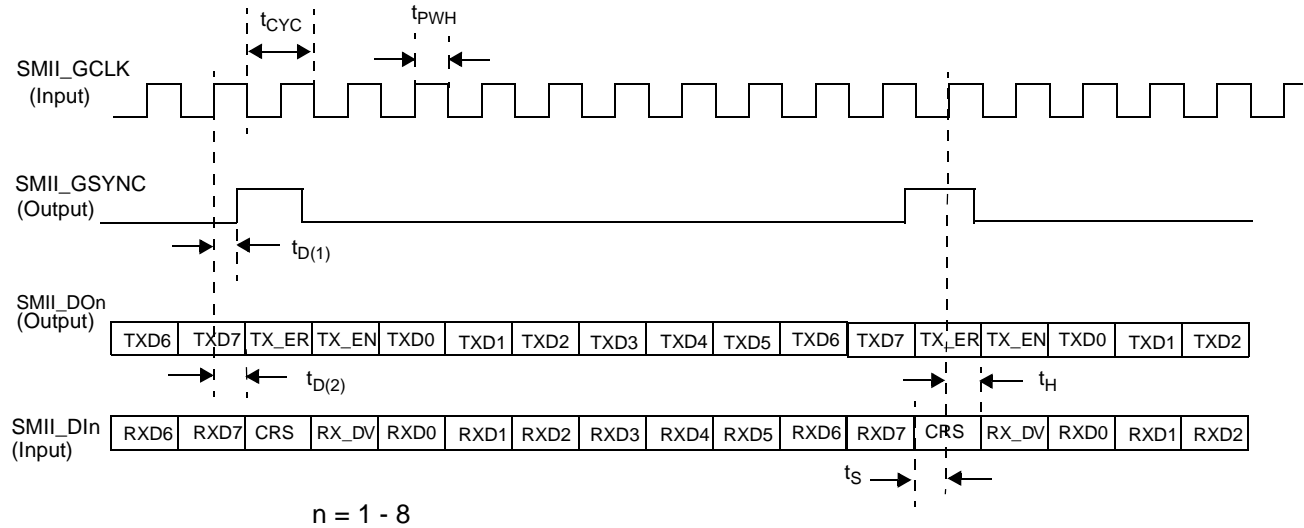 tCYC
tPWH
SMII_GCLK
(Input)
SMII_GSYNC
(Output)
tD(1)
SMII_DOn
(Output)
TXD6 TXD7 TX_ER TX_EN TXD0 TXD1 TXD2 TXD3 TXD4 TXD5 TXD6 TXD7 TX_ER TX_EN TXD0 TXD1 TXD2
tD(2)
tH
SMII_DIn
(Input)
RXD6 RXD7 CRS RX_DV RXD0 RXD1 RXD2 RXD3 RXD4 RXD5 RXD6 RXD7 CRS RX_DV RXD0 RXD1 RXD2
tS
n = 1 - 8